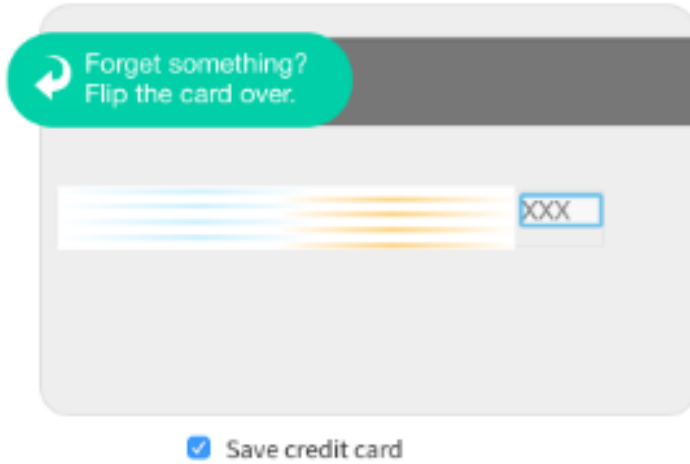 Forget something?
Flip the card over.
XXX
Save credit card